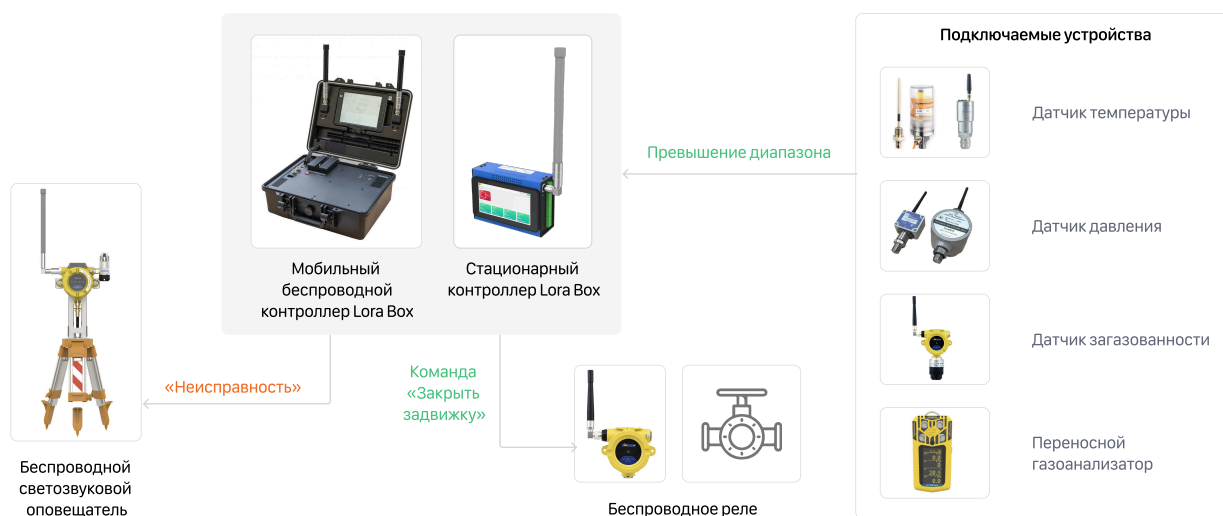 Подключаемые устройства
Датчик температуры
Превышение диапазона
Датчик давления
Мобильный
беспроводной
контроллер Lora Box
Стационарный
контроллер Lora Box
Датчик загазованности
«Неисправность»
Команда
«Закрыть
задвижку»
Переносной
газоанализатор
Беспроводной
светозвуковой
оповещатель
Беспроводное реле